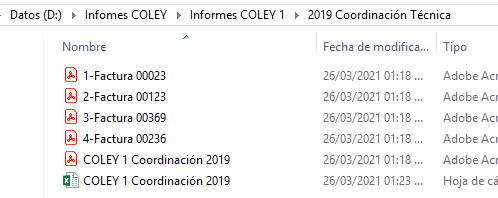 Datos (D:) > Infomes COLEY > Informes COLEY 1 > 2019 Coordinación Técnica
Nombre Fecha de modifica... Tipo
1-Factura 00023 26/03/2021 01:18 ... Adobe Acr
2-Factura 00123 26/03/2021 01:18 ... Adobe Acr
3-Factura 00369 26/03/2021 01:18 ... Adobe Acr
4-Factura 00236 26/03/2021 01:18 ... Adobe Acr
COLEY 1 Coordinación 2019 26/03/2021 01:18 ... Adobe Acr
COLEY 1 Coordinación 2019 26/03/2021 01:23 ... Hoja de cá